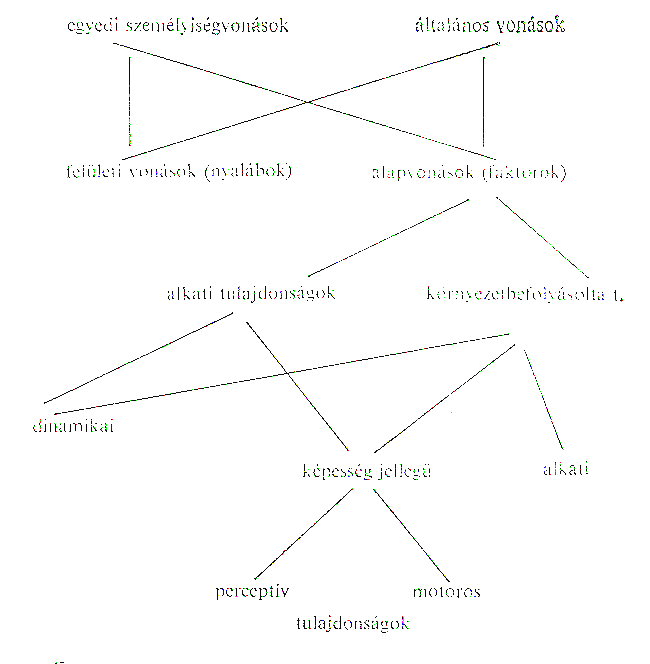 egyedi személyiségvonások általános vonások
felületi vonások (nyalábok) alapvonások (faktorok)
alkati tulajdonságok környezetbefolyásolta t.
dinamikai
képesség jellegű alkati
perceptív motoros
tulajdonságok